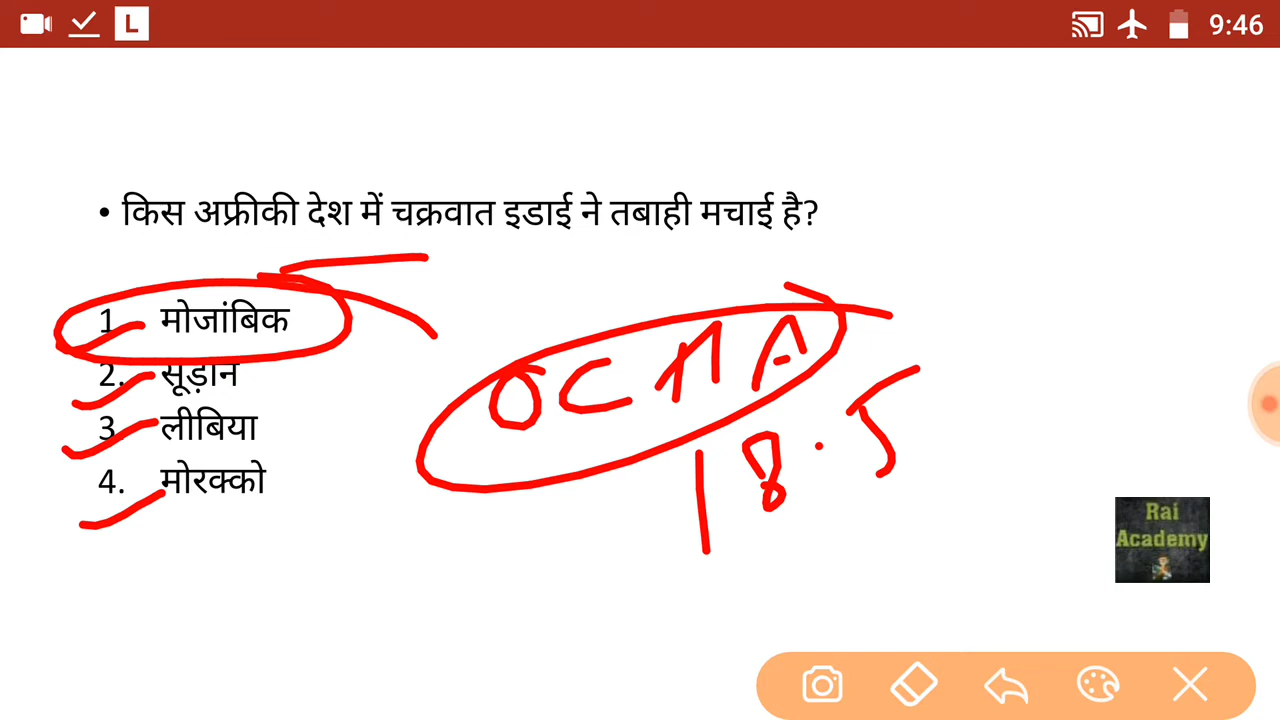 L
9:46
• किस अफ्रीकी देश में चक्रवात इडाई ने तबाही मचाई है?
1. मोजांबिक
2. सूडान
3. लीबिया
4. मोरक्को
OCHA
18.5
Rai
Academy